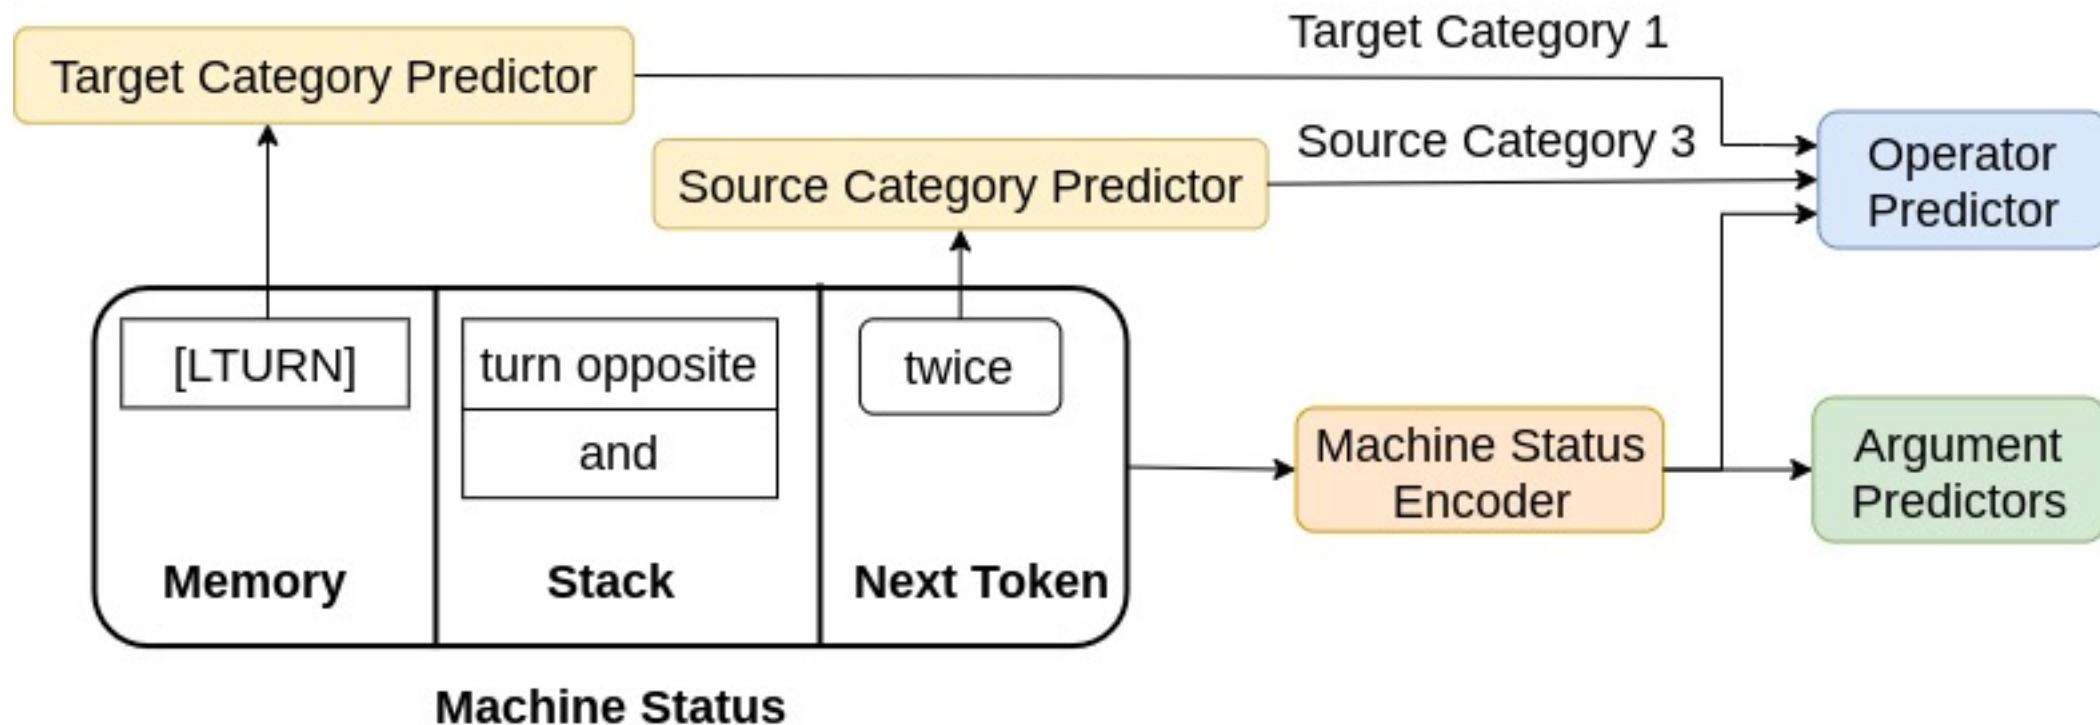 Target Category 1
Target Category Predictor
Source Category 3
Source Category Predictor
Operator
Predictor
[LTURN]
turn opposite
and
twice
Memory
Stack
Next Token
Machine Status
Encoder
Argument
Predictors
Machine Status